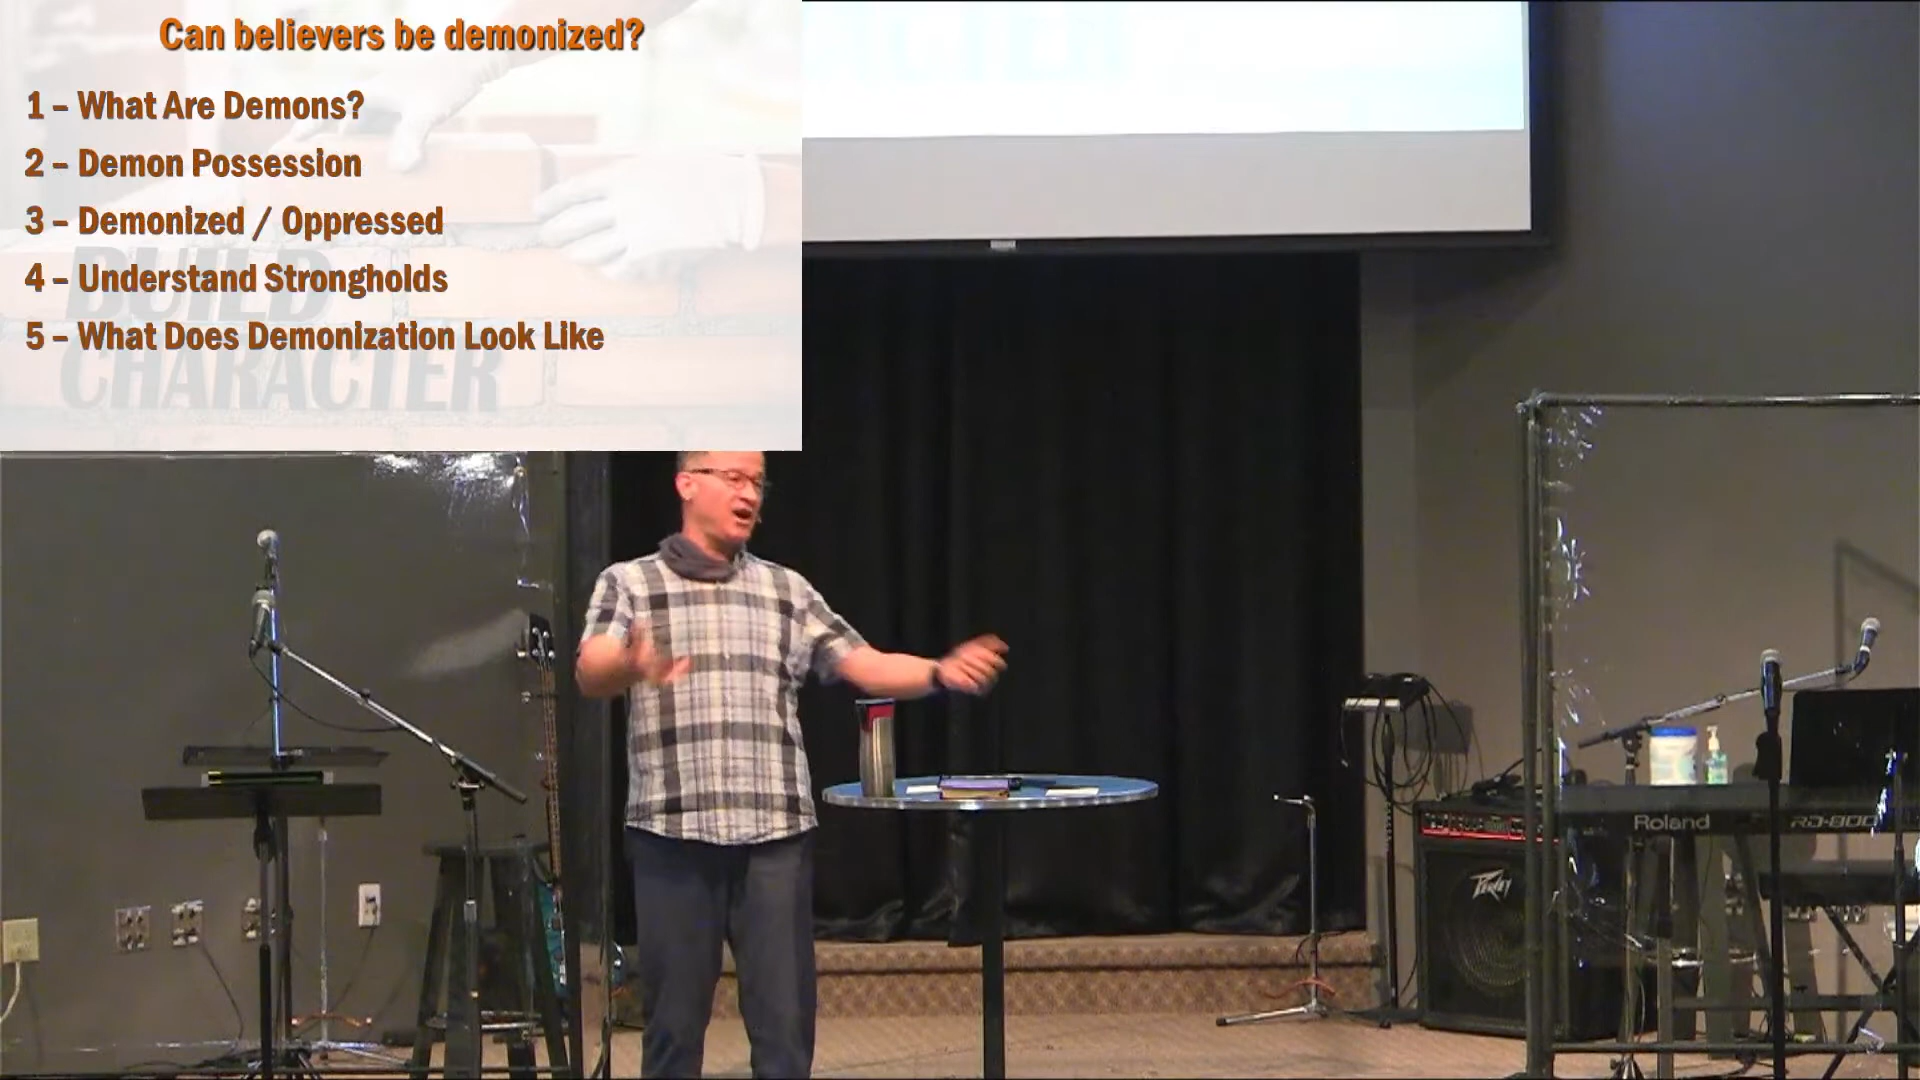 Can believers be demonized?
1 – What Are Demons?
2 – Demon Possession
3 – Demonized / Oppressed
4 – Understand Strongholds
5 – What Does Demonization Look Like
BUILD
CHARACTER
Roland
RD-800
PEAVEY